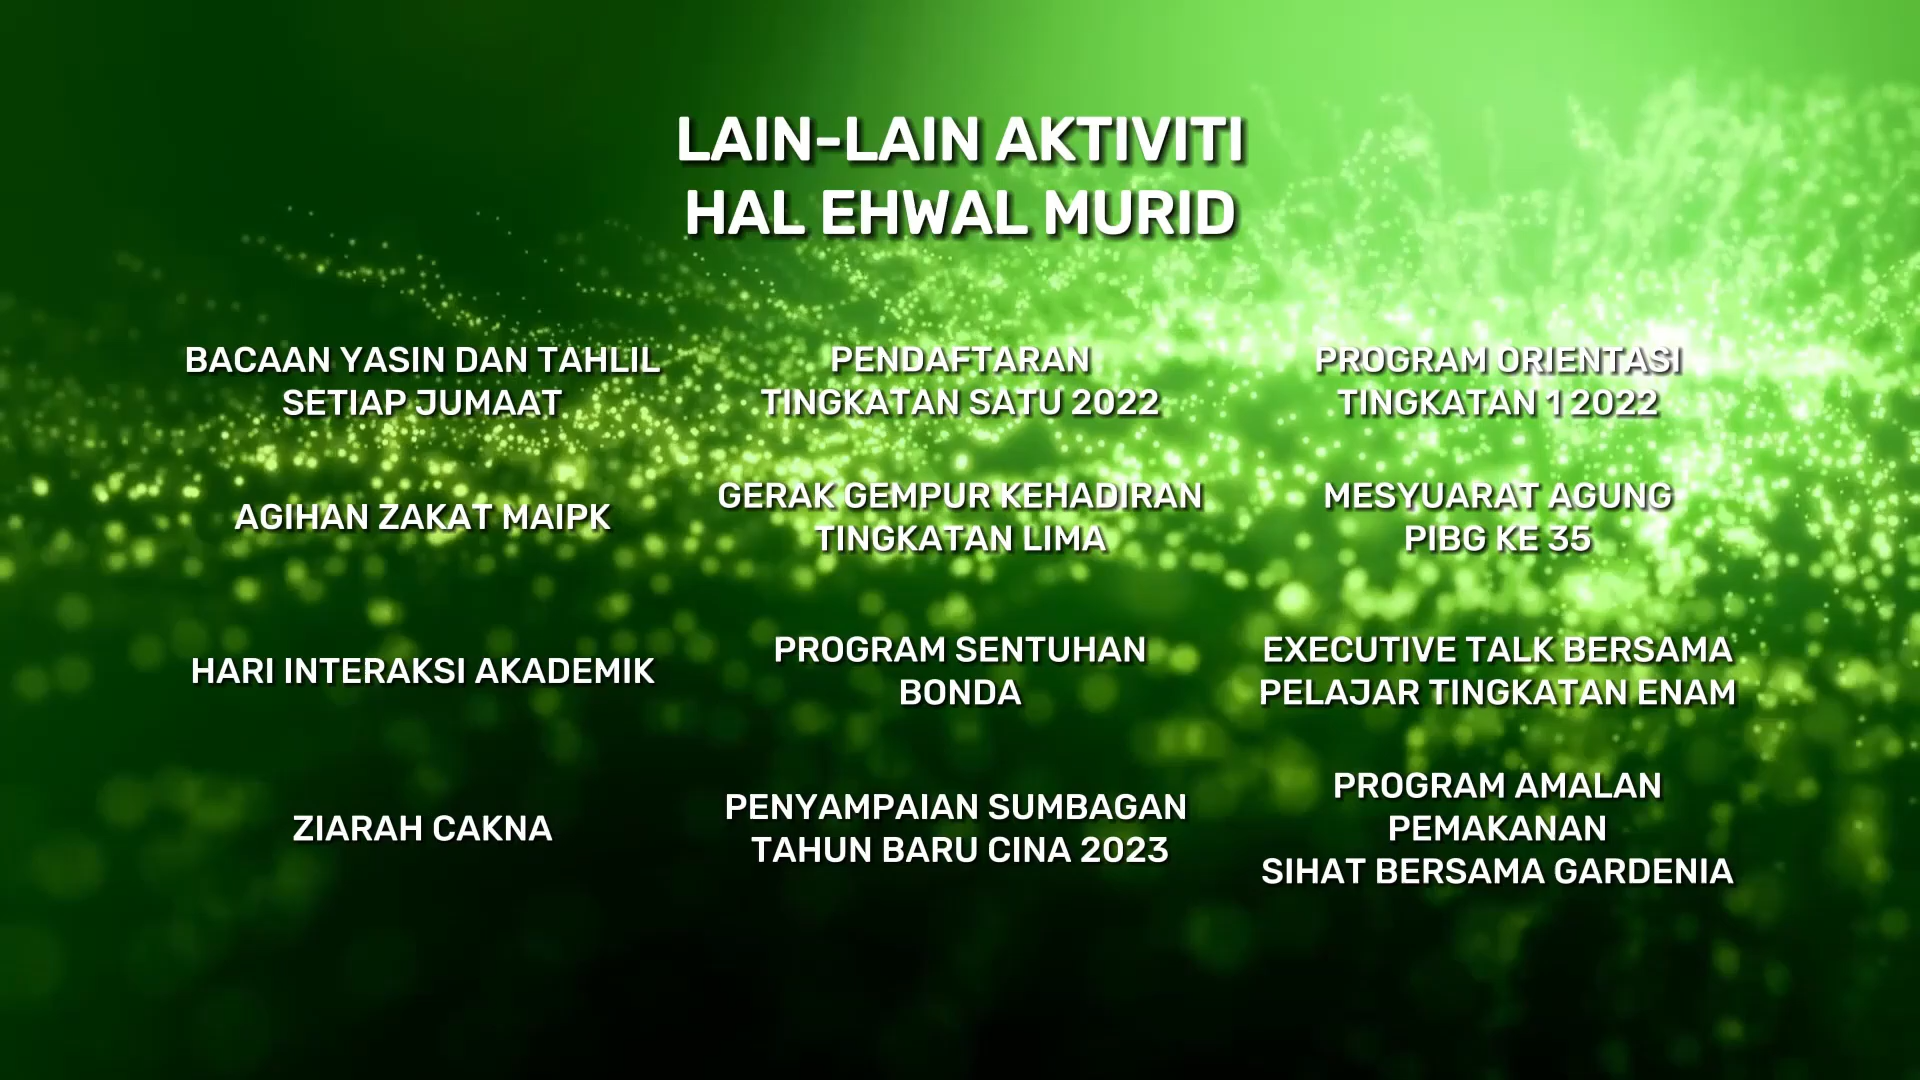 LAIN-LAIN AKTIVITI
HAL EHWAL MURID
BACAAN YASIN DAN TAHLIL
SETIAP JUMAAT
PENDAFTARAN
TINGKATAN SATU 2022
PROGRAM ORIENTASI
TINGKATAN 1 2022
AGIHAN ZAKAT MAIPK
GERAK GEMPUR KEHADIRAN
TINGKATAN LIMA
MESYUARAT AGUNG
PIBG KE 35
HARI INTERAKSI AKADEMIK
PROGRAM SENTUHAN
BONDA
EXECUTIVE TALK BERSAMA
PELAJAR TINGKATAN ENAM
ZIARAH CAKNA
PENYAMPAIAN SUMBAGAN
TAHUN BARU CINA 2023
PROGRAM AMALAN
PEMAKANAN
SIHAT BERSAMA GARDENIA